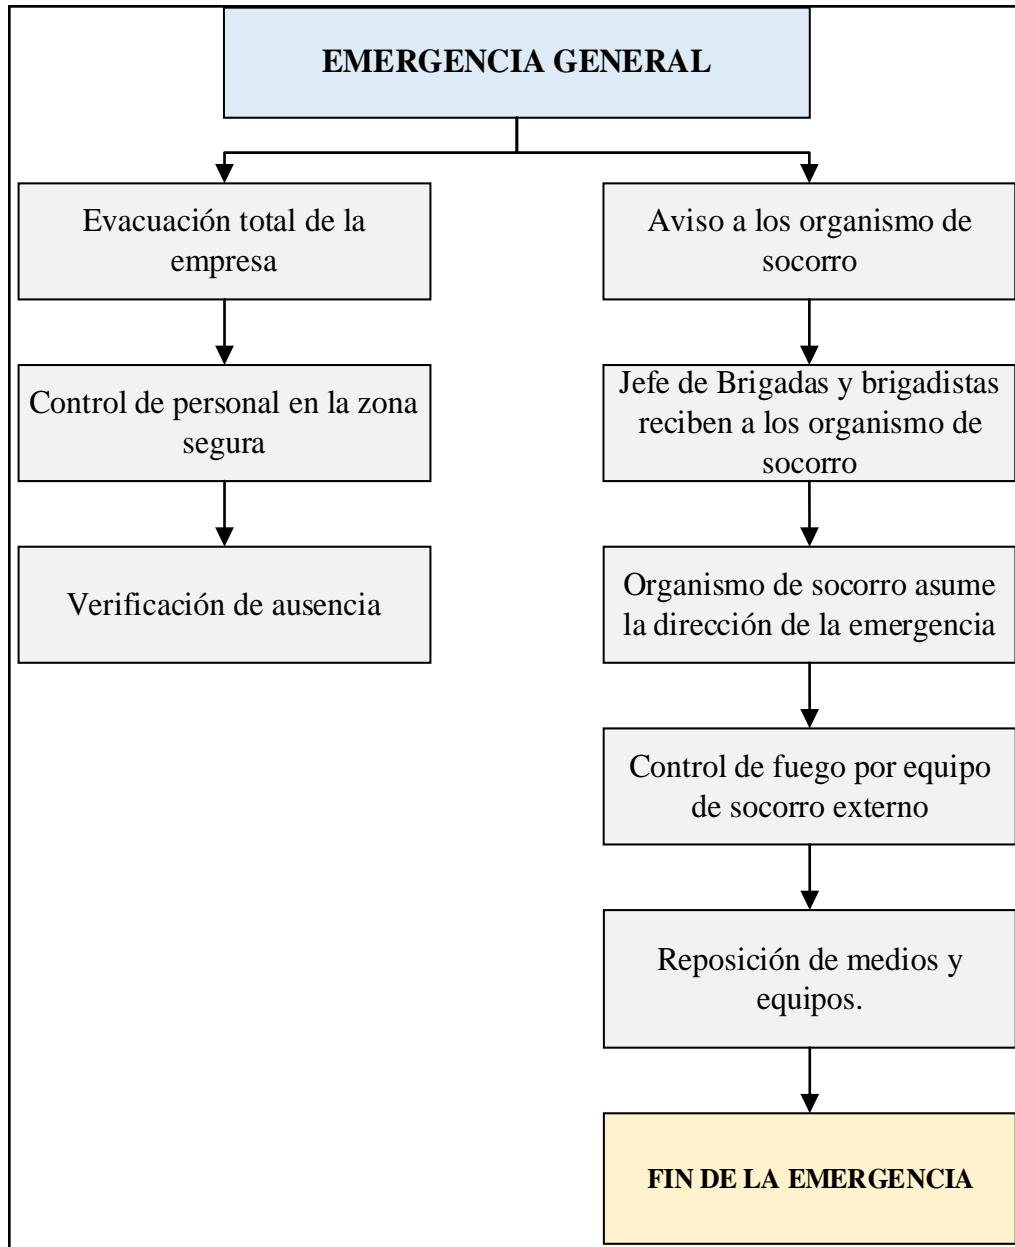 EMERGENCIA GENERAL
Evacuación total de la
empresa
Control de personal en la zona
segura
Verificación de ausencia
Aviso a los organismo de
socorro
Jefe de Brigadas y brigadistas
reciben a los organismo de
socorro
Organismo de socorro asume
la dirección de la emergencia
Control de fuego por equipo
de socorro externo
Reposición de medios y
equipos.
FIN DE LA EMERGENCIA